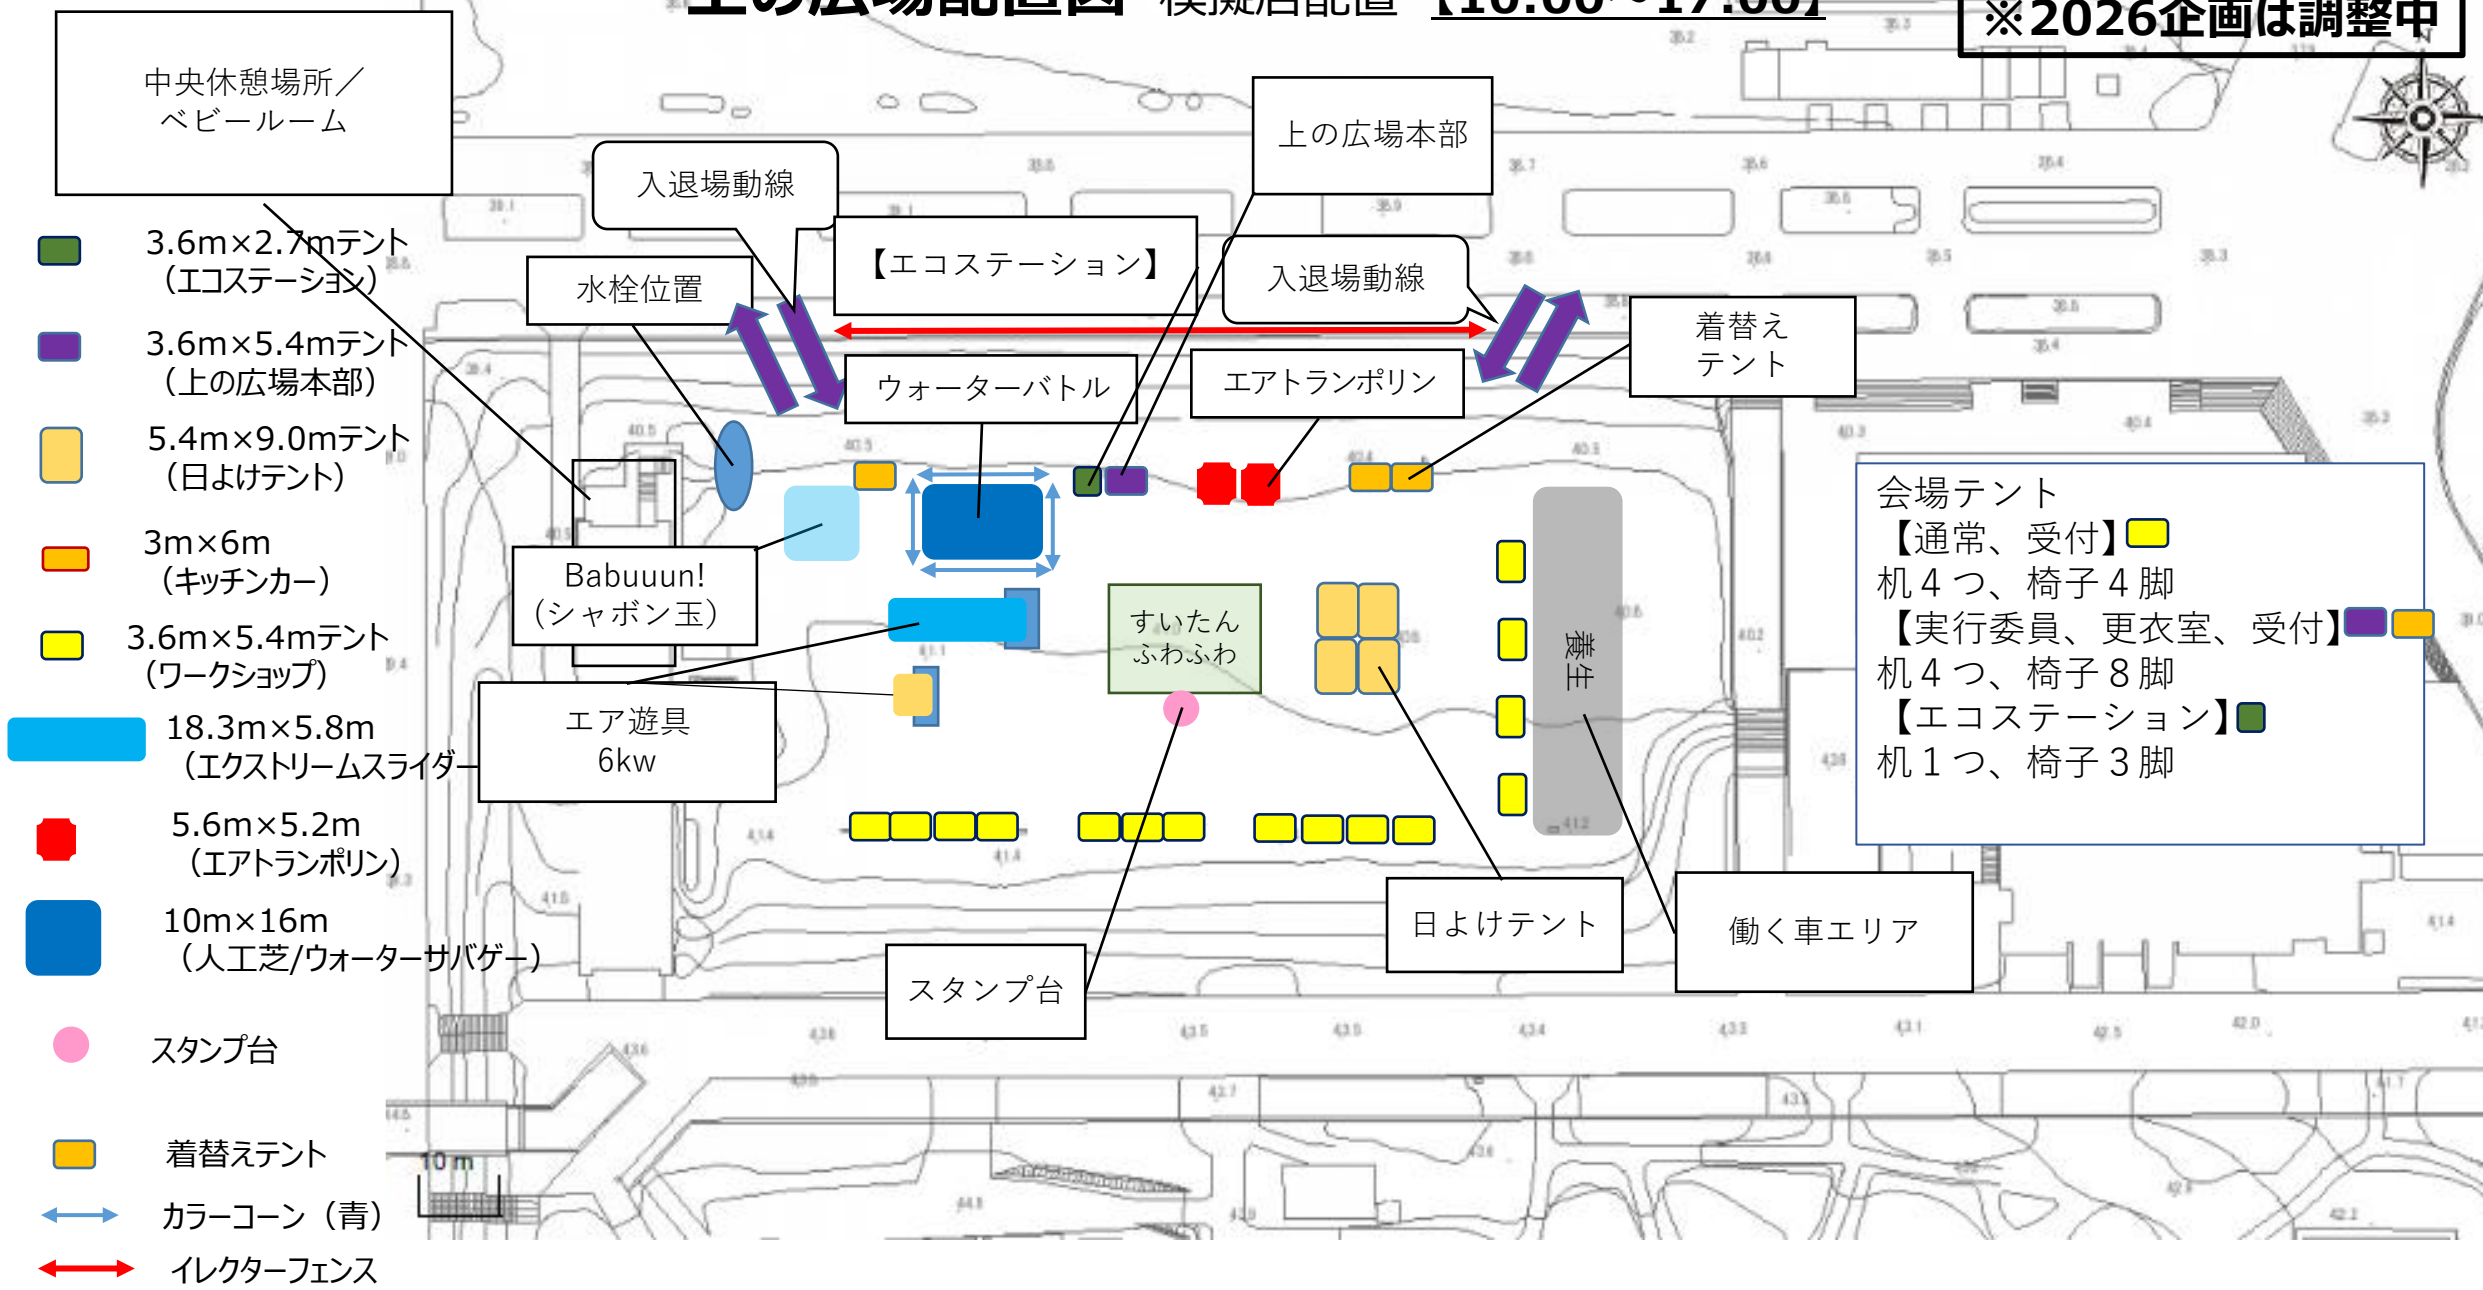 上の広場配置図 模擬店配置【10:00～17:00】
※2026企画は調整中
中央休憩場所／
ベビールーム
上の広場本部
入退場動線
【エコステーション】
入退場動線
水栓位置
着替え
テント
ウォーターバトル
エアトランポリン
3.6m×2.7mテント
（エコステーション）
3.6m×5.4mテント
（上の広場本部）
5.4m×9.0mテント
（日よけテント）
3m×6m
（キッチンカー）
3.6m×5.4mテント
（ワークショップ）
18.3m×5.8m
（エクストリームスライダー
5.6m×5.2m
（エアトランポリン）
10m×16m
（人工芝/ウォーターサバゲー）
スタンプ台
着替えテント
カラーコーン（青）
イレクターフェンス
Babuuun!
（シャボン玉）
エア遊具
6kw
すいたん
ふわふわ
養生
会場テント
【通常、受付】
机４つ、椅子４脚
【実行委員、更衣室、受付】
机４つ、椅子８脚
【エコステーション】
机１つ、椅子３脚
日よけテント
働く車エリア
スタンプ台
10 m